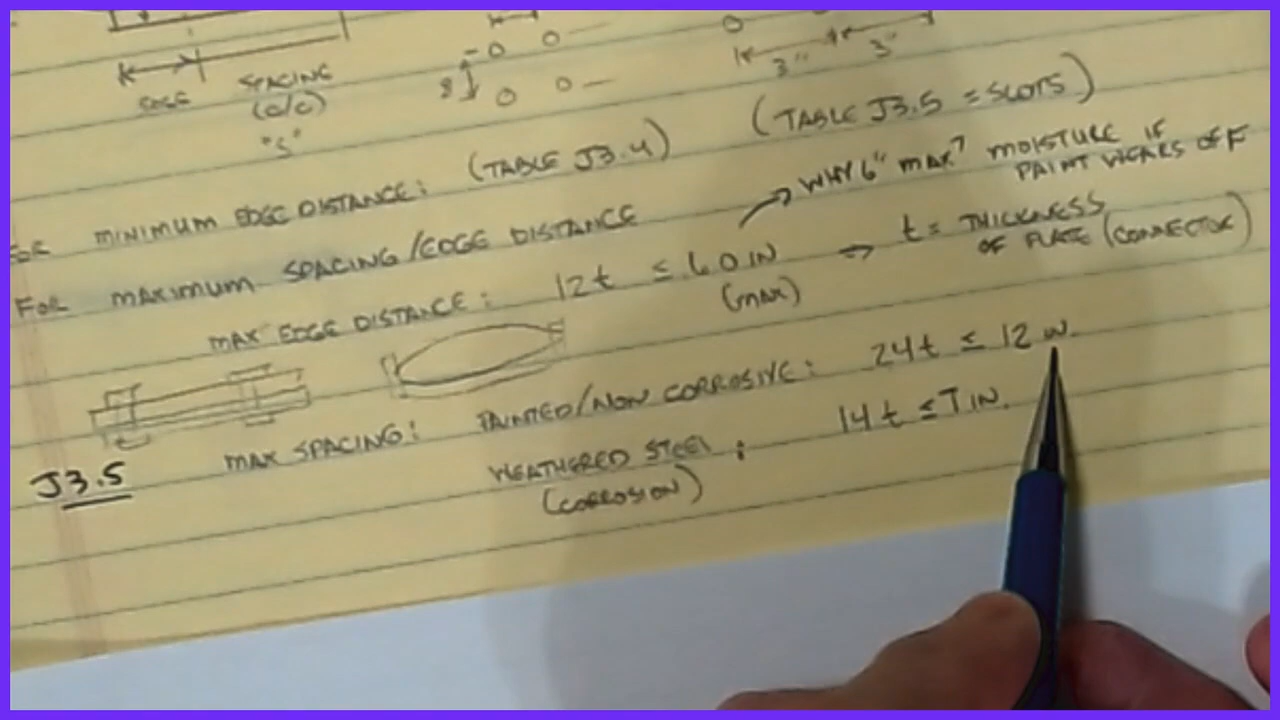 EDGE
SPACING
(c/c)
"s"
3" 3"
FOR MINIMUM EDGE DISTANCE: (TABLE J3.4) (TABLE J3.5 = SLOTS)
FOR MAXIMUM SPACING/EDGE DISTANCE
WHY 6" MAX? MOISTURE IF
PAINT WEARS OFF
MAX EDGE DISTANCE: 12t ≤ 6.0 IN
(MAX)
t = THICKNESS
OF PLATE (CONNECTOR)
MAX SPACING: PAINTED/NON CORROSIVE: 24t ≤ 12 IN.
WEATHERED STEEL: 14t ≤ 7 IN.
(CORROSION)
J3.5